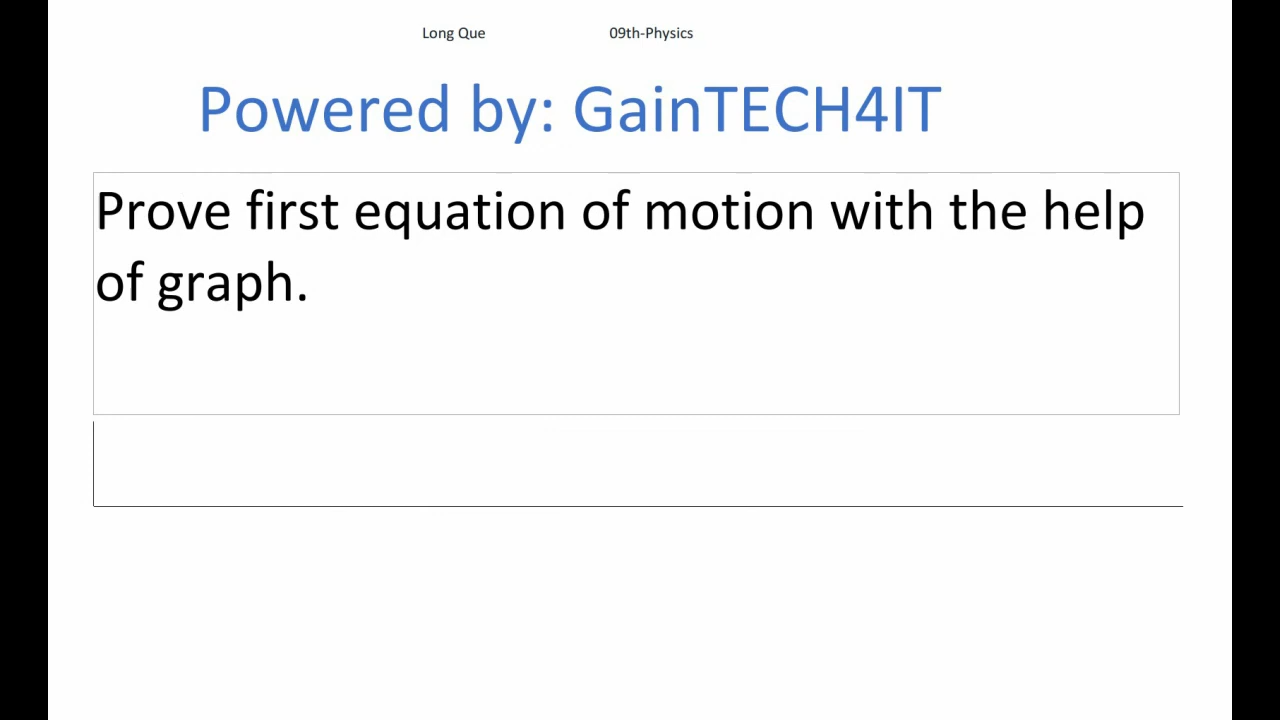 Long Que 09th-Physics
Powered by: GainTECH4IT
Prove first equation of motion with the help
of graph.